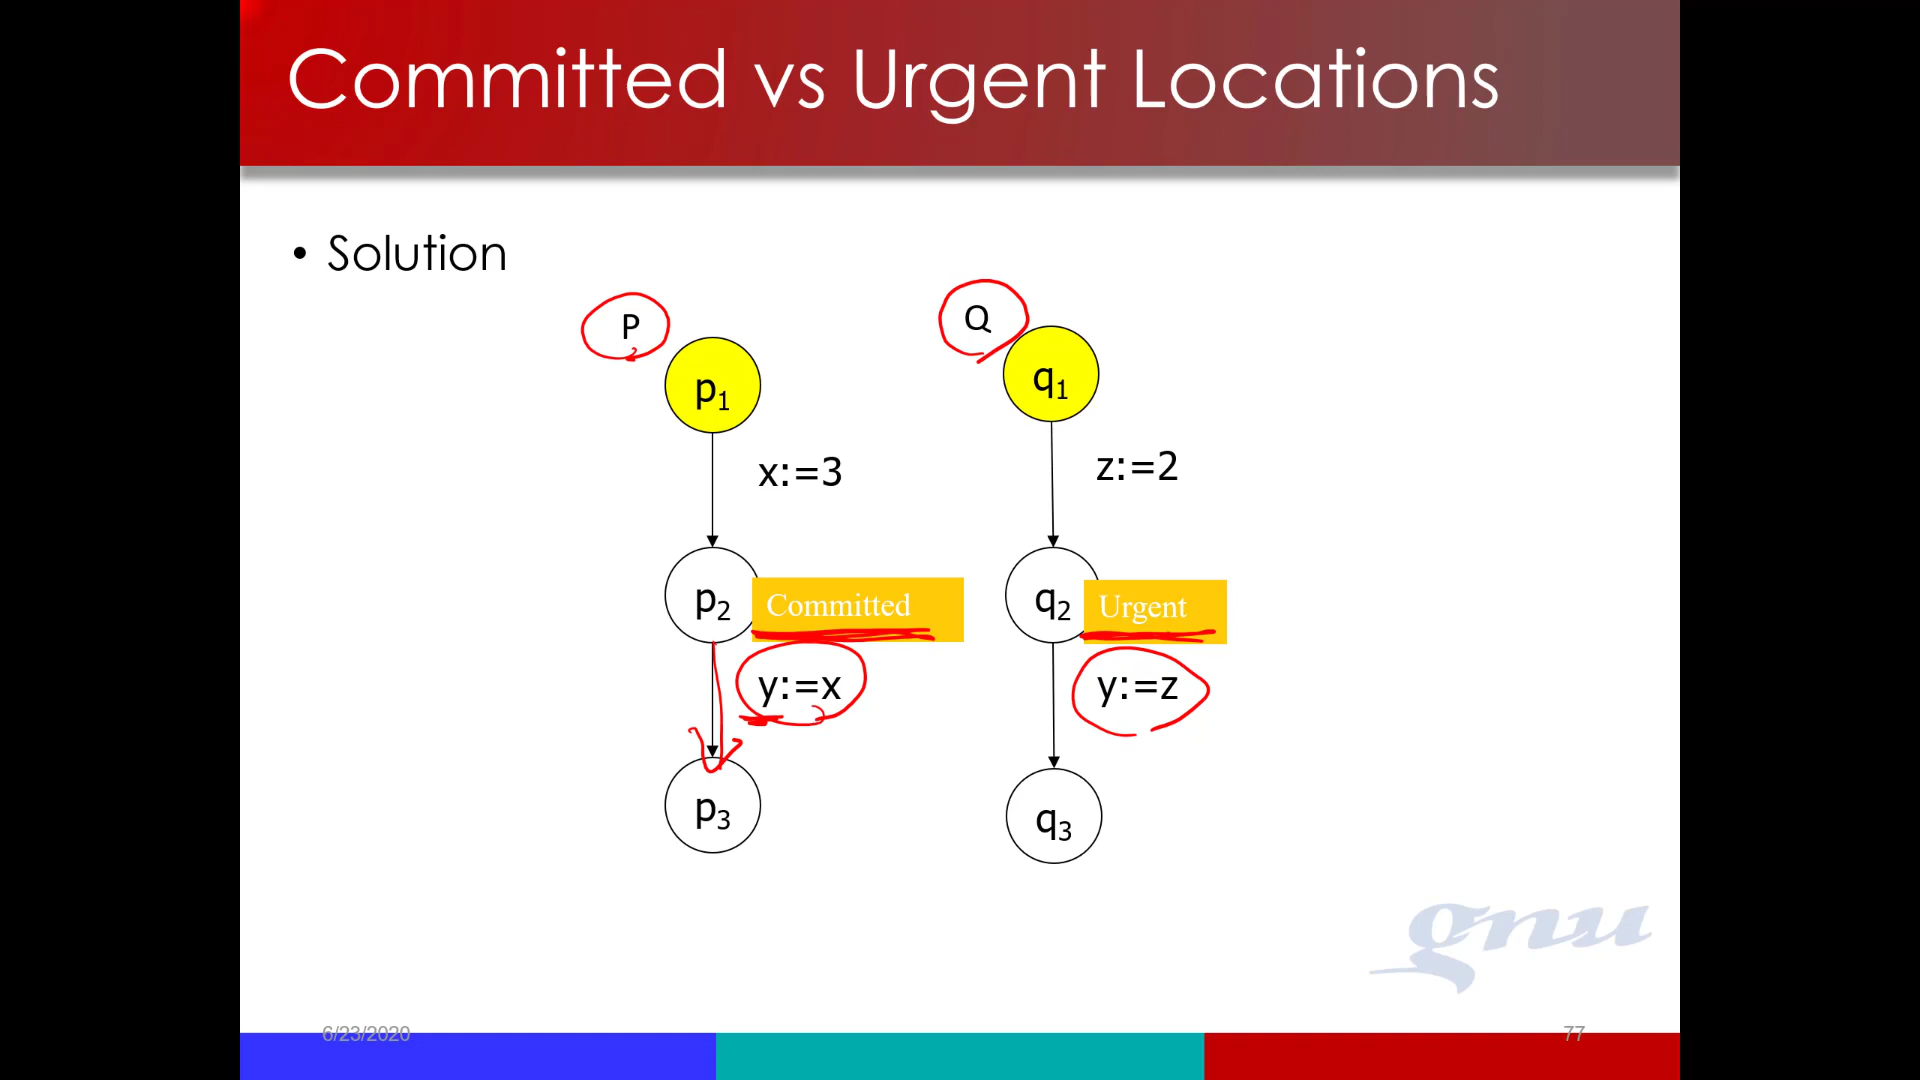 Committed vs Urgent Locations
• Solution
P
Q
p1
q1
x:=3
z:=2
p2
Committed
q2
Urgent
y:=x
y:=z
p3
q3
gnu
6/23/2020
77